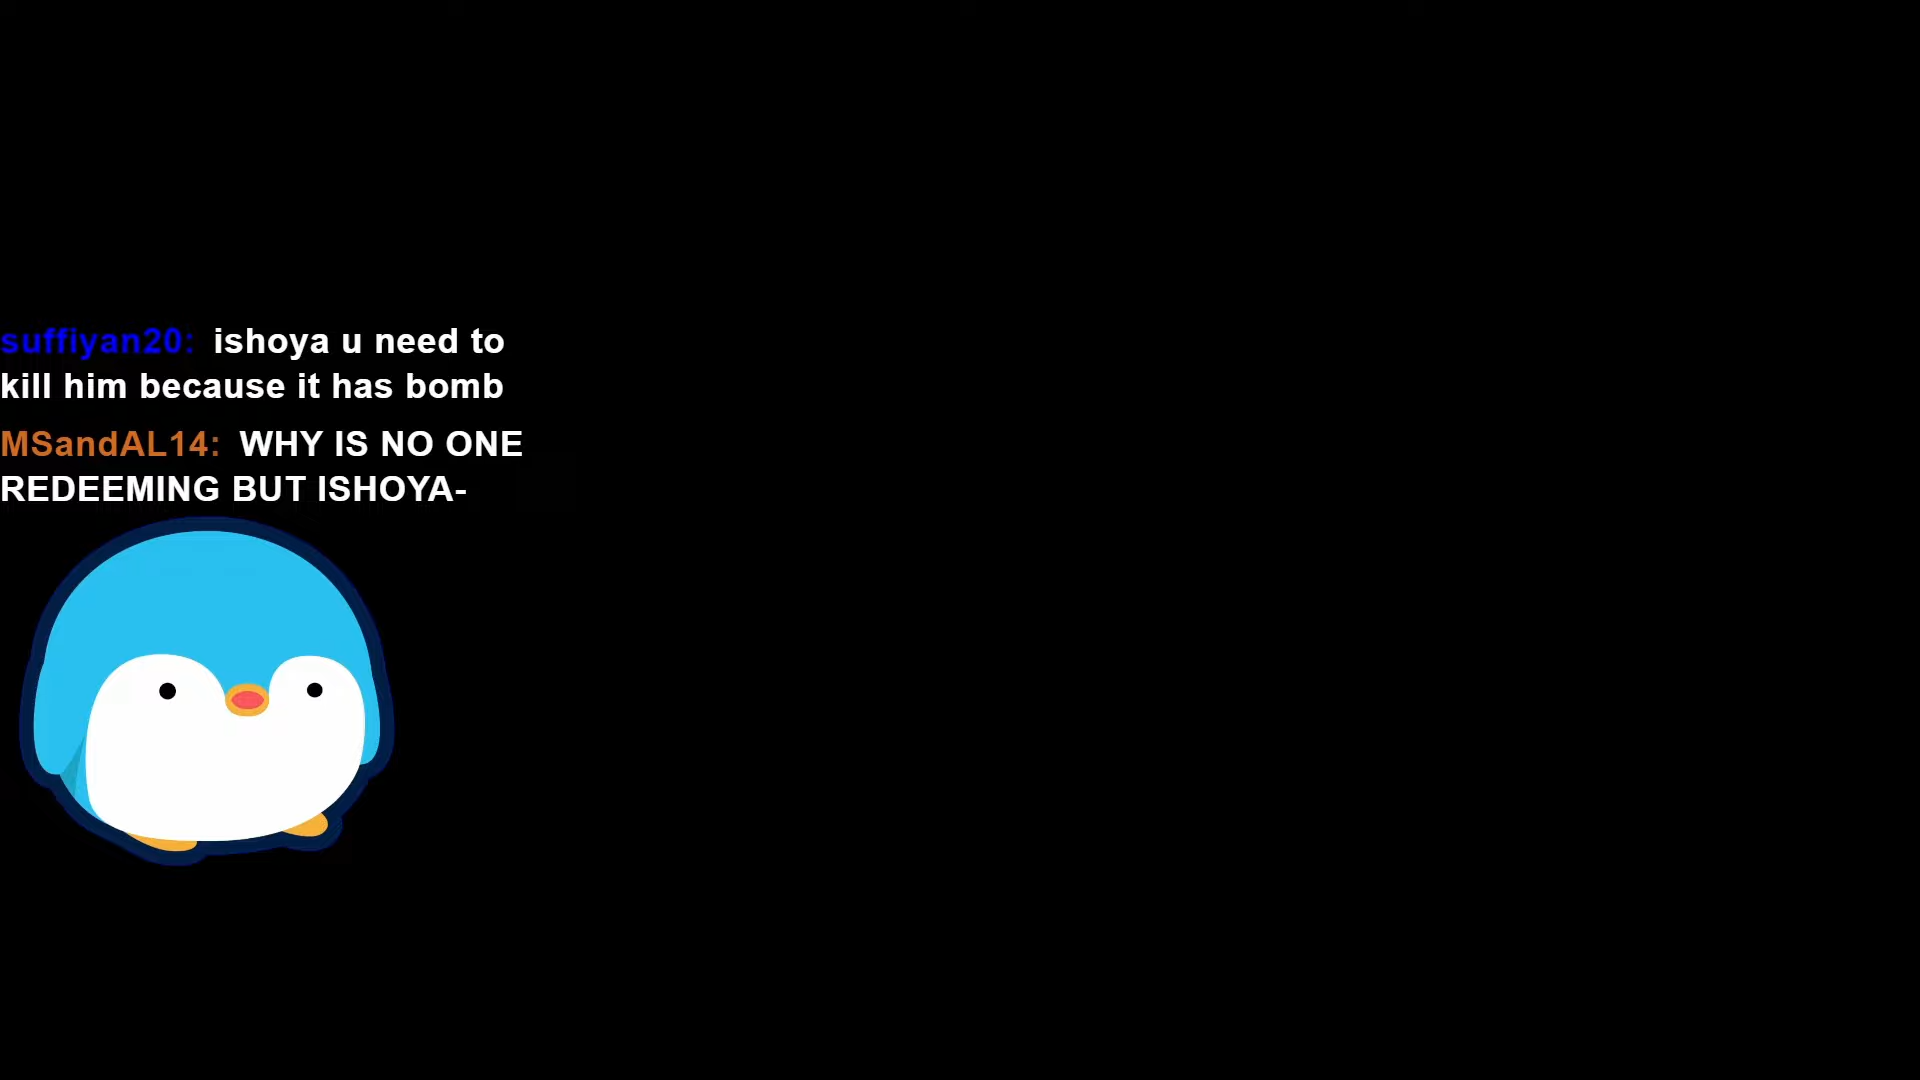 suffiyan20: ishoya u need to
kill him because it has bomb
MSandAL14: WHY IS NO ONE
REDEEMING BUT ISHOYA-